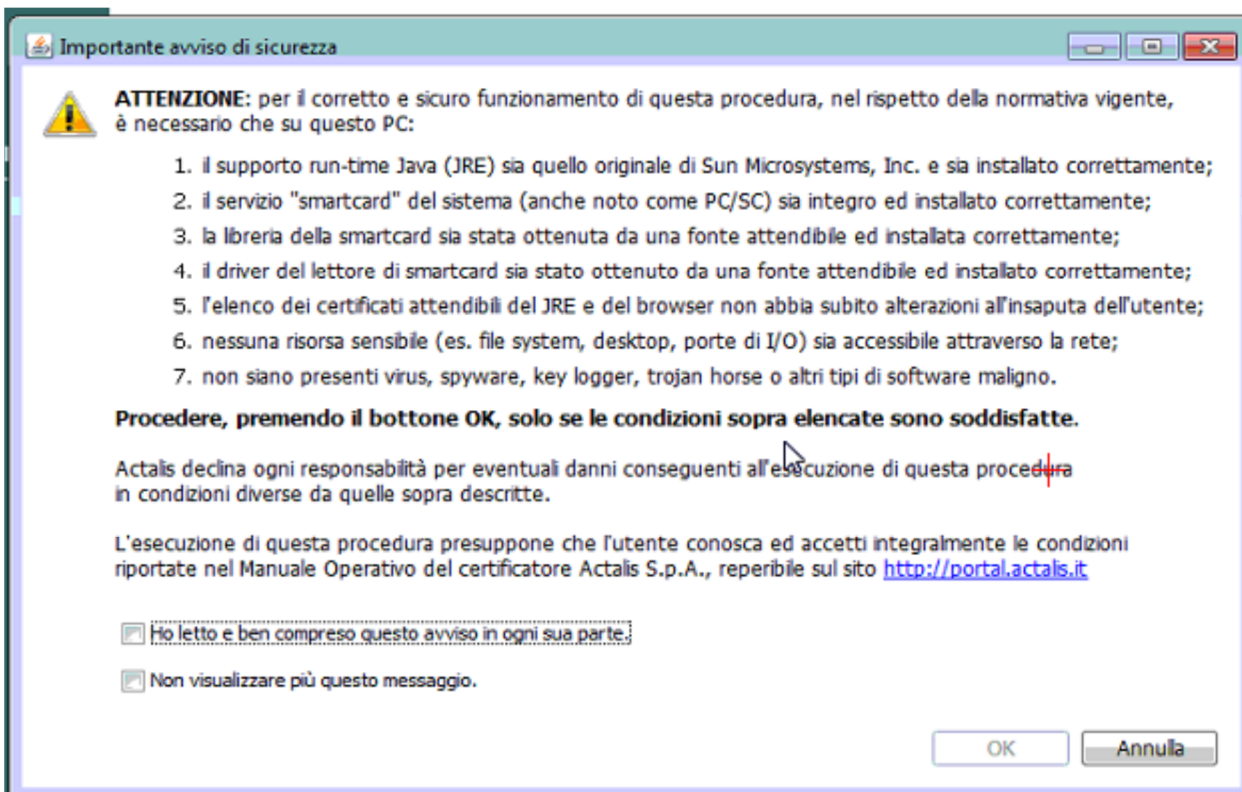 Importante avviso di sicurezza
ATTENZIONE: per il corretto e sicuro funzionamento di questa procedura, nel rispetto della normativa vigente,
è necessario che su questo PC:
1. il supporto run-time Java (JRE) sia quello originale di Sun Microsystems, Inc. e sia installato correttamente;
2. il servizio "smartcard" del sistema (anche noto come PC/SC) sia integro ed installato correttamente;
3. la libreria della smartcard sia stata ottenuta da una fonte attendibile ed installata correttamente;
4. il driver del lettore di smartcard sia stato ottenuto da una fonte attendibile ed installato correttamente;
5. l'elenco dei certificati attendibili del JRE e del browser non abbia subito alterazioni all'insaputa dell'utente;
6. nessuna risorsa sensibile (es. file system, desktop, porte di I/O) sia accessibile attraverso la rete;
7. non siano presenti virus, spyware, key logger, trojan horse o altri tipi di software maligno.
Procedere, premendo il bottone OK, solo se le condizioni sopra elencate sono soddisfatte.
Actalis declina ogni responsabilità per eventuali danni conseguenti all'esecuzione di questa procedura
in condizioni diverse da quelle sopra descritte.
L'esecuzione di questa procedura presuppone che l'utente conosca ed accetti integralmente le condizioni
riportate nel Manuale Operativo del certificatore Actalis S.p.A., reperibile sul sito http://portal.actalis.it
Ho letto e ben compreso questo avviso in ogni sua parte.
Non visualizzare più questo messaggio.
OK Annulla